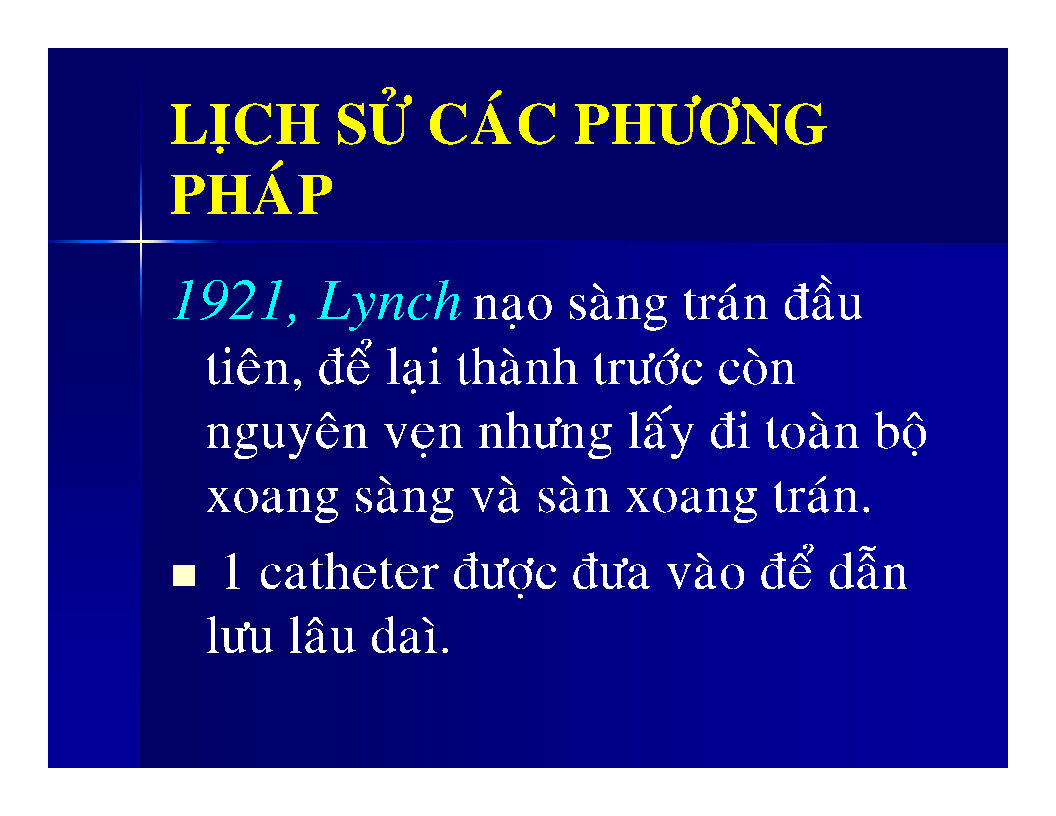 LỊCH SỬ CÁC PHƯƠNG
PHÁP
1921, Lynch nạo sàng trán đầu
tiên, để lại thành trước còn
nguyên vẹn nhưng lấy đi toàn bộ
xoang sàng và sàn xoang trán.
■ 1 catheter được đưa vào để dẫn
lưu lâu daì.